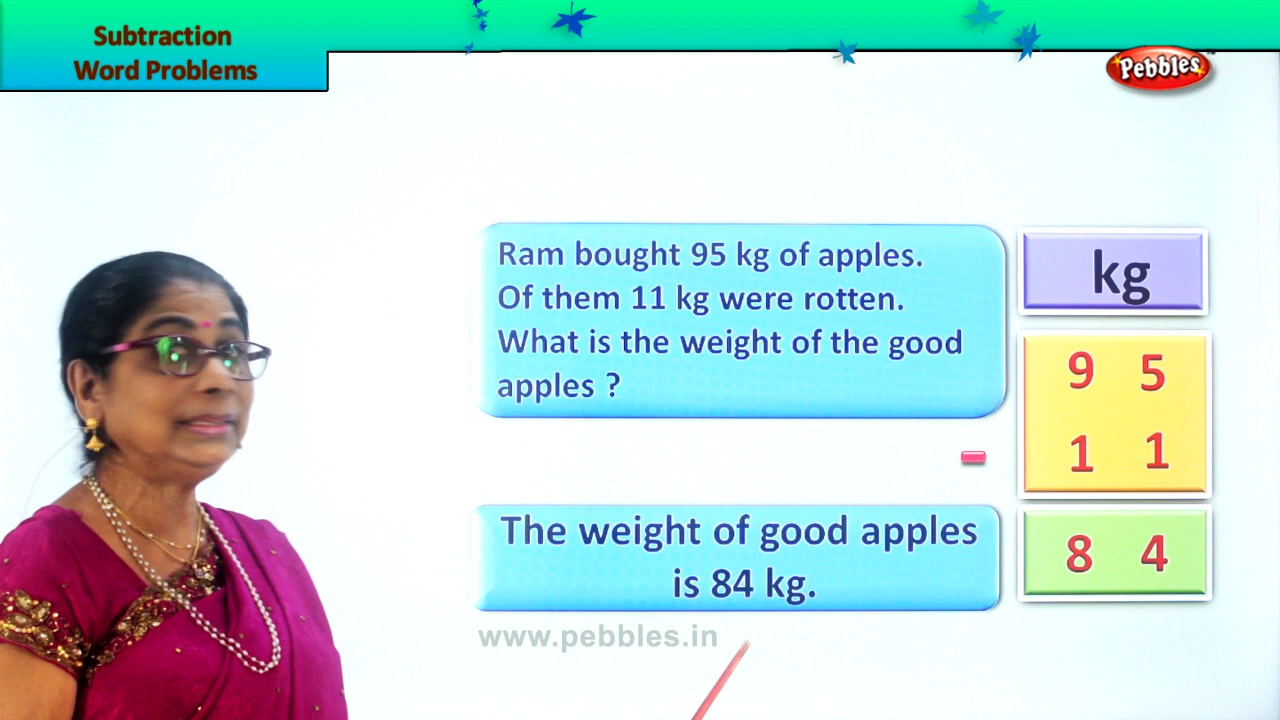 Subtraction
Word Problems
Pebbles
Ram bought 95 kg of apples.
Of them 11 kg were rotten.
What is the weight of the good
apples ?
kg
9 5
- 1 1
The weight of good apples
is 84 kg.
8 4
www.pebbles.in